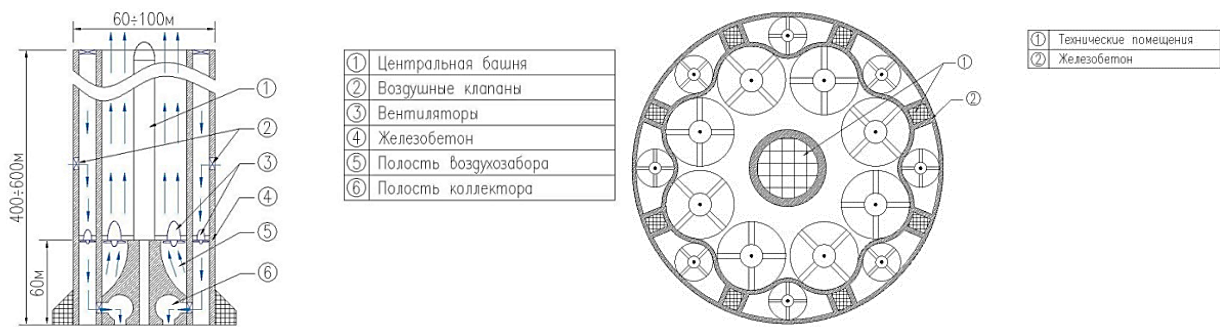 60÷100м
400÷600м
60м
1
2
3
4
5
6
1 Центральная башня
2 Воздушные клапаны
3 Вентиляторы
4 Железобетон
5 Полость воздухозабора
6 Полость коллектора
1
2
1 Технические помещения
2 Железобетон